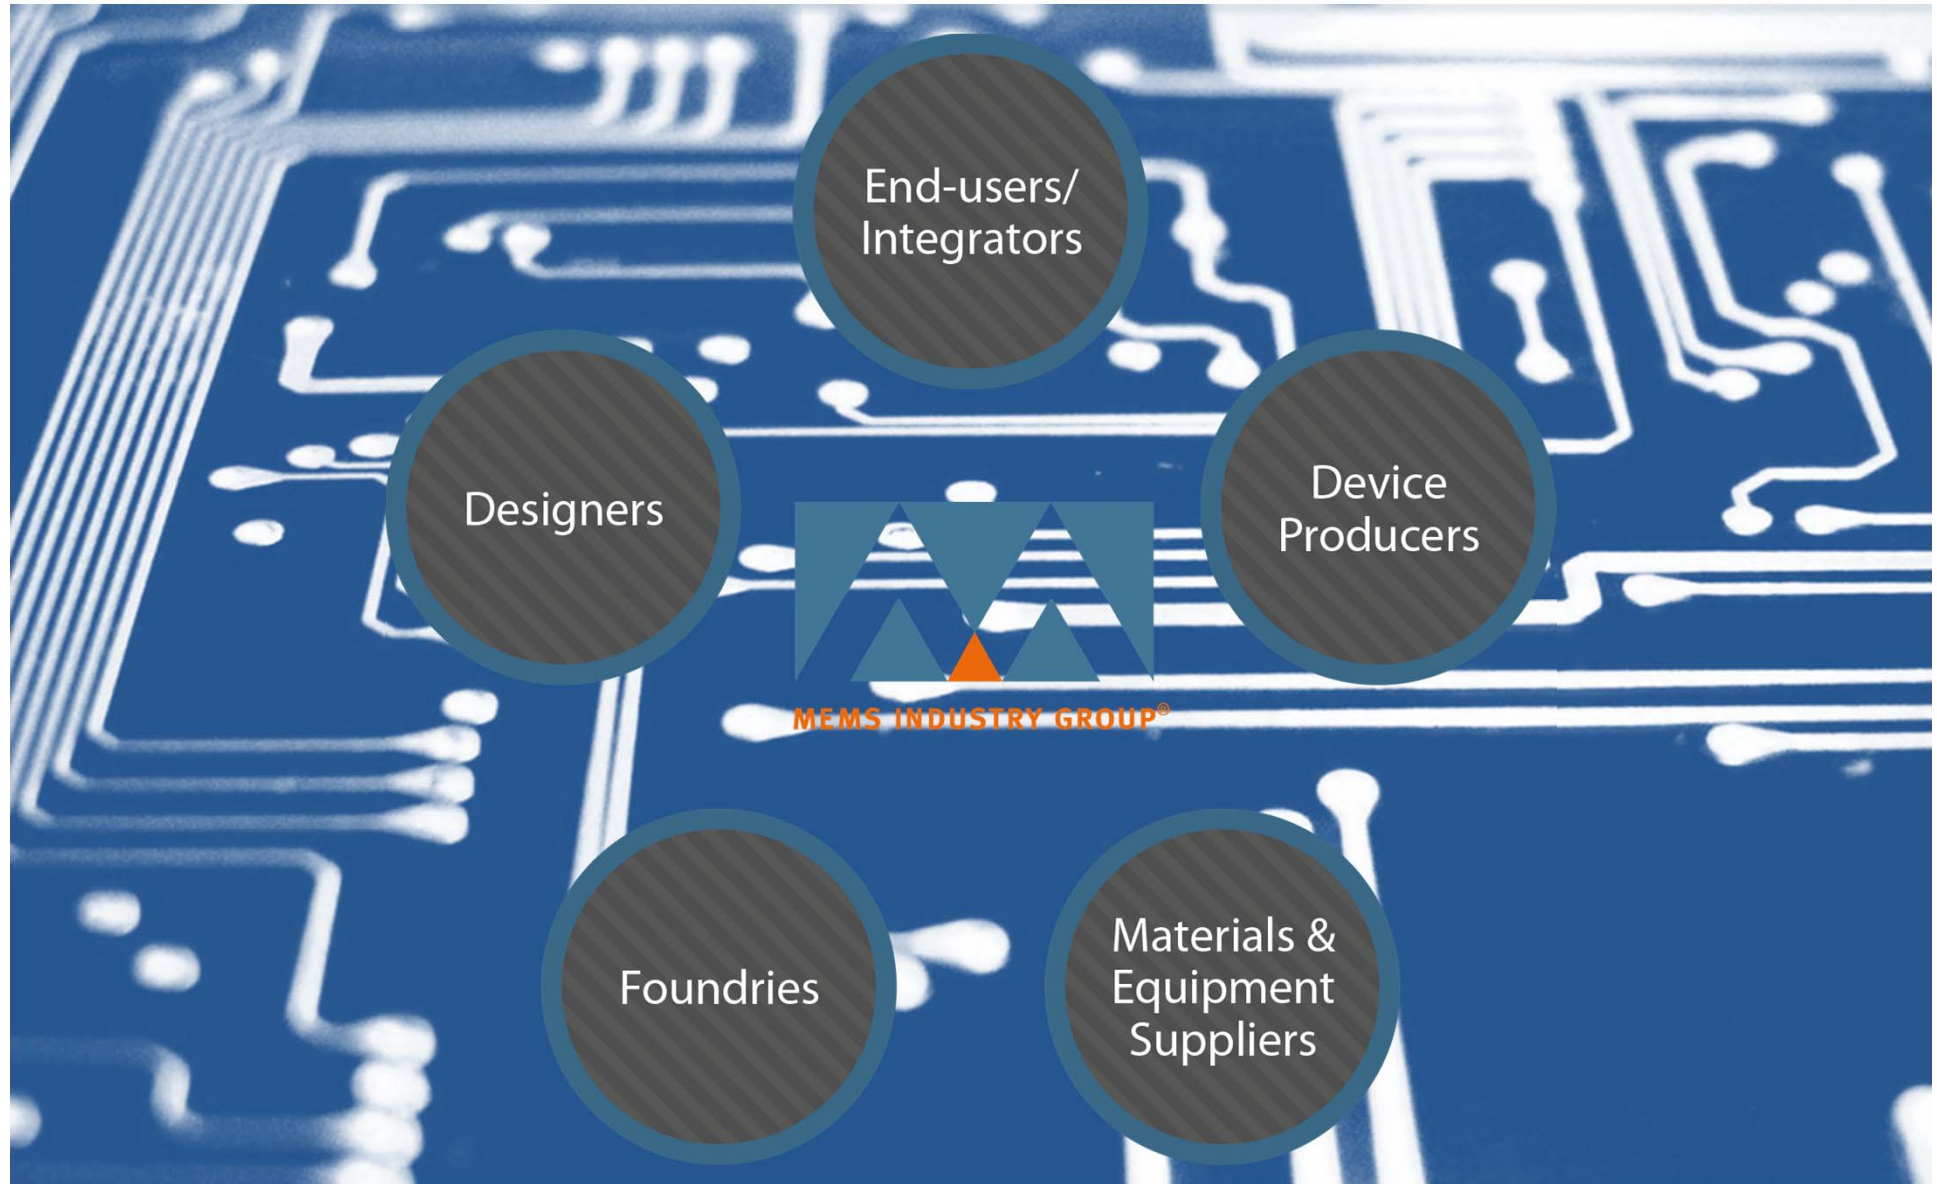 End-users/
Integrators
Designers
Device
Producers
MEMS INDUSTRY GROUP®
Foundries
Materials &
Equipment
Suppliers